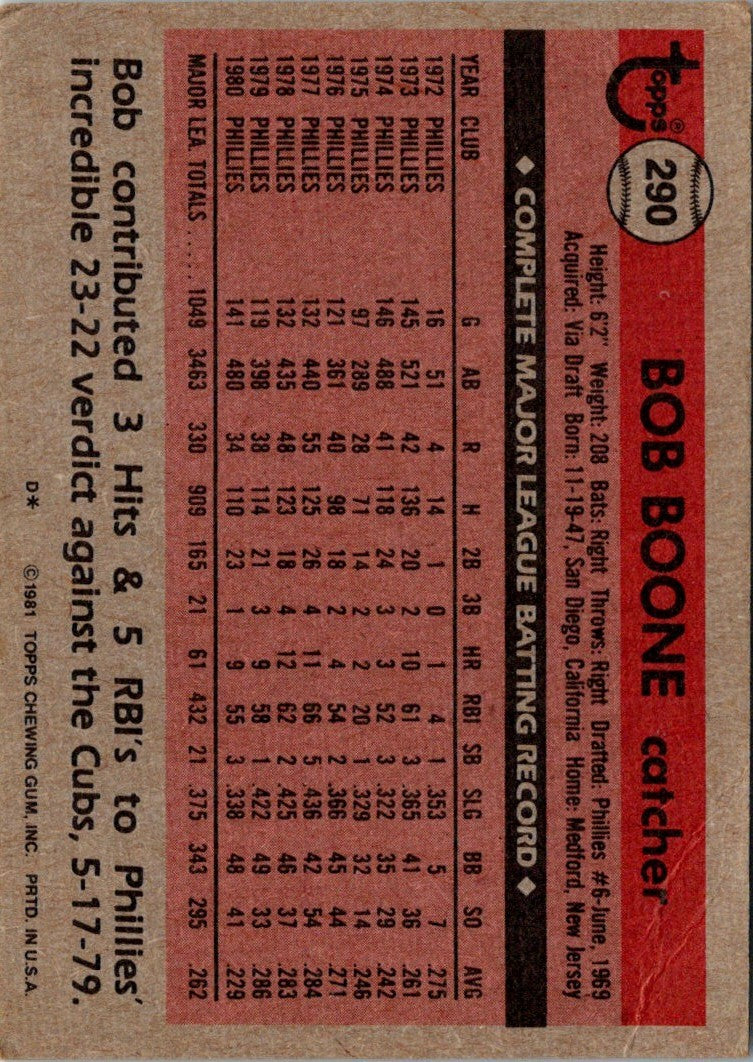 topps®
290
BOB BOONE catcher
Height: 6'2" Weight: 208 Bats: Right Throws: Right Drafted: Phillies #6-June, 1969
Acquired: Via Draft Born: 11-19-47, San Diego, California Home: Medford, New Jersey
◆ COMPLETE MAJOR LEAGUE BATTING RECORD ◆
YEAR CLUB G AB R H 2B 3B HR RBI SB SLG BB SO AVG
1972 PHILLIES 16 51 4 14 1 0 1 4 1 .353 5 7 .275
1973 PHILLIES 145 521 42 136 20 2 10 61 3 .365 41 36 .261
1974 PHILLIES 146 488 41 118 24 3 3 52 3 .322 35 29 .242
1975 PHILLIES 97 289 28 71 14 2 2 20 1 .329 32 14 .246
1976 PHILLIES 121 361 40 98 18 2 4 54 2 .366 45 44 .271
1977 PHILLIES 132 440 55 125 26 4 11 66 5 .436 42 54 .284
1978 PHILLIES 132 435 48 123 18 4 12 62 2 .425 46 37 .283
1979 PHILLIES 119 398 38 114 21 3 9 58 1 .422 49 33 .286
1980 PHILLIES 141 480 34 110 23 1 9 55 3 .338 48 41 .229
MAJOR LEA. TOTALS ..... 1049 3463 330 909 165 21 61 432 21 .375 343 295 .262
Bob contributed 3 Hits & 5 RBI's to Phillies'
incredible 23-22 verdict against the Cubs, 5-17-79.
D* ©1981 TOPPS CHEWING GUM, INC. PRTD. IN U.S.A.